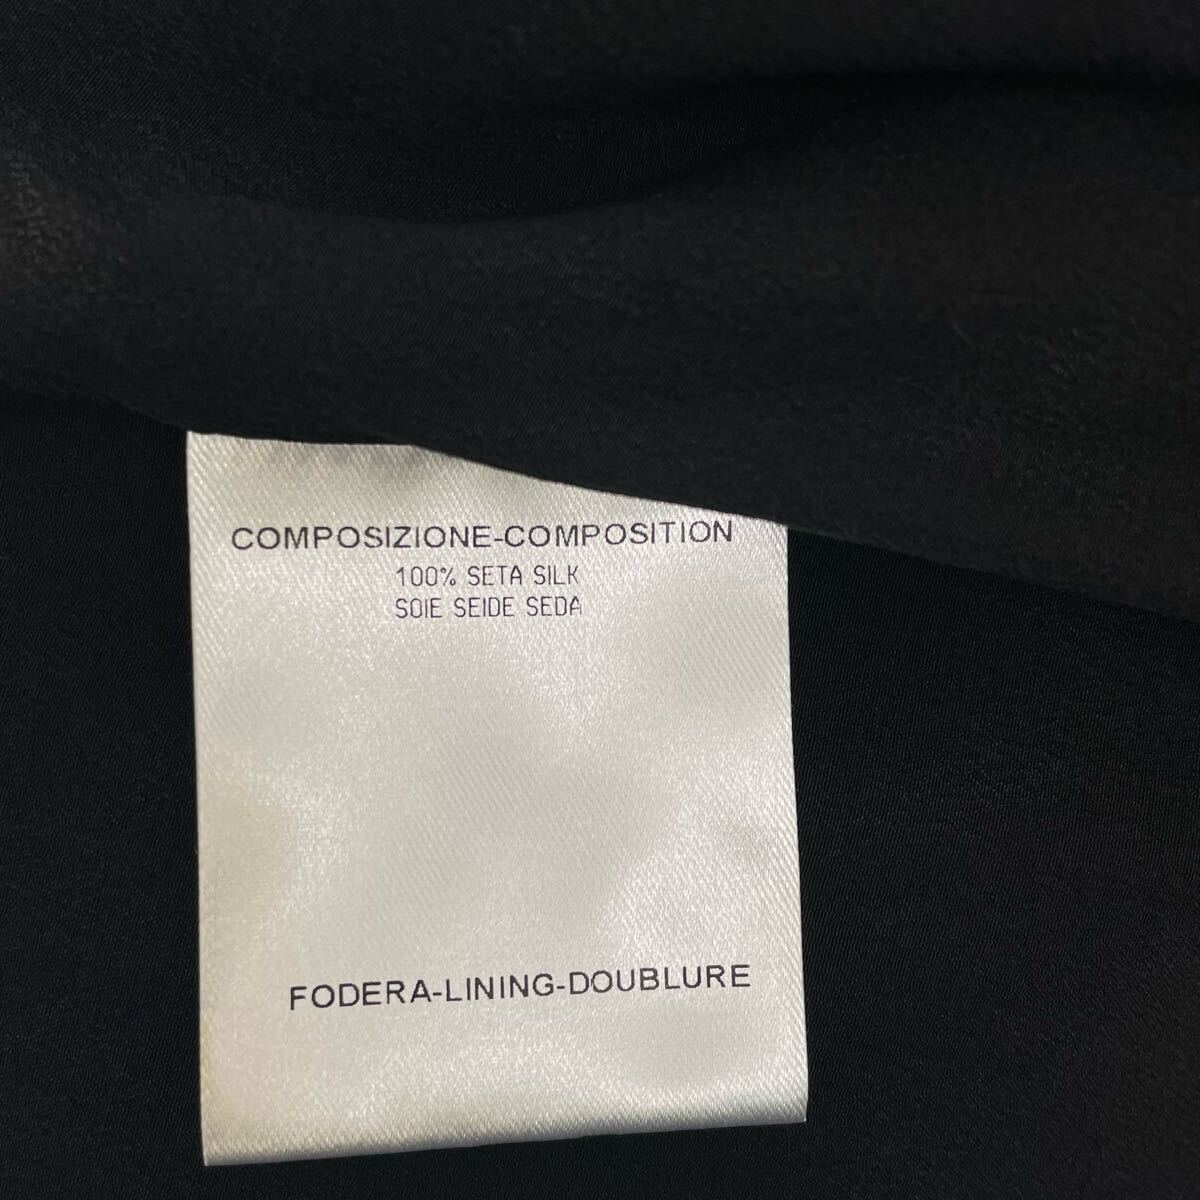 COMPOSIZIONE-COMPOSITION
100% SETA SILK
SOIE SEIDE SEDA
FODERA-LINING-DOUBLURE